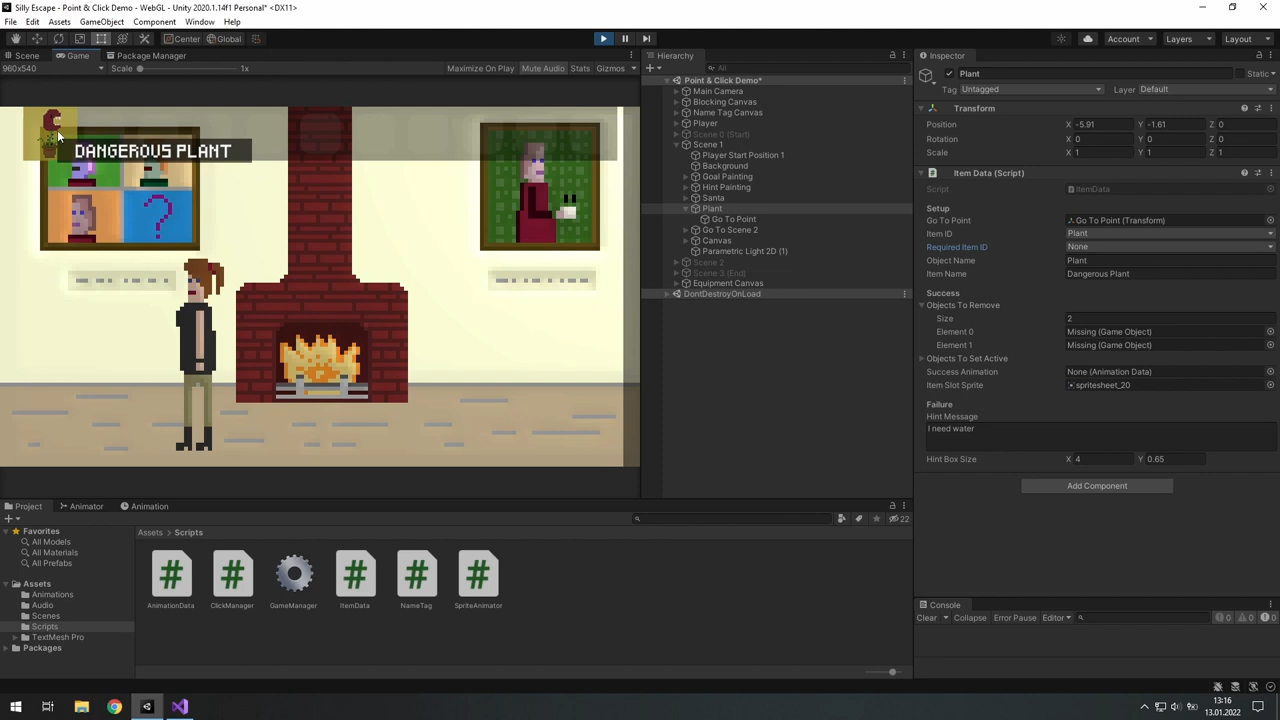 Silly Escape - Point & Click Demo - WebGL - Unity 2020.1.14f1 Personal* <DX11>
File Edit Assets GameObject Component Window Help
Center Global
Account Layers Layout
Scene Game Package Manager
960x540 Scale 1x Maximize On Play Mute Audio Stats Gizmos
DANGEROUS PLANT
Hierarchy
All
Point & Click Demo*
Main Camera
Blocking Canvas
Name Tag Canvas
Player
Scene 0 (Start)
Scene 1
Player Start Position 1
Background
Goal Painting
Hint Painting
Santa
Plant
Go To Point
Go To Scene 2
Canvas
Parametric Light 2D (1)
Scene 2
Scene 3 (End)
Equipment Canvas
DontDestroyOnLoad
Inspector
Plant Static
Tag Untagged Layer Default
Transform
Position X -5.91 Y -1.61 Z 0
Rotation X 0 Y 0 Z 0
Scale X 1 Y 1 Z 1
Item Data (Script)
Script ItemData
Setup
Go To Point Go To Point (Transform)
Item ID Plant
Required Item ID None
Object Name Plant
Item Name Dangerous Plant
Success
Objects To Remove
Size 2
Element 0 Missing (Game Object)
Element 1 Missing (Game Object)
Objects To Set Active
Success Animation None (Animation Data)
Item Slot Sprite spritesheet_20
Failure
Hint Message
I need water
Hint Box Size X 4 Y 0.65
Add Component
Project Animator Animation
22
Favorites
All Models
All Materials
All Prefabs
Assets
Animations
Audio
Scenes
Scripts
TextMesh Pro
Packages
Assets > Scripts
AnimationData ClickManager GameManager ItemData NameTag SpriteAnimator
Console
Clear Collapse Error Pause Editor 0 0 0
13:16
13.01.2022